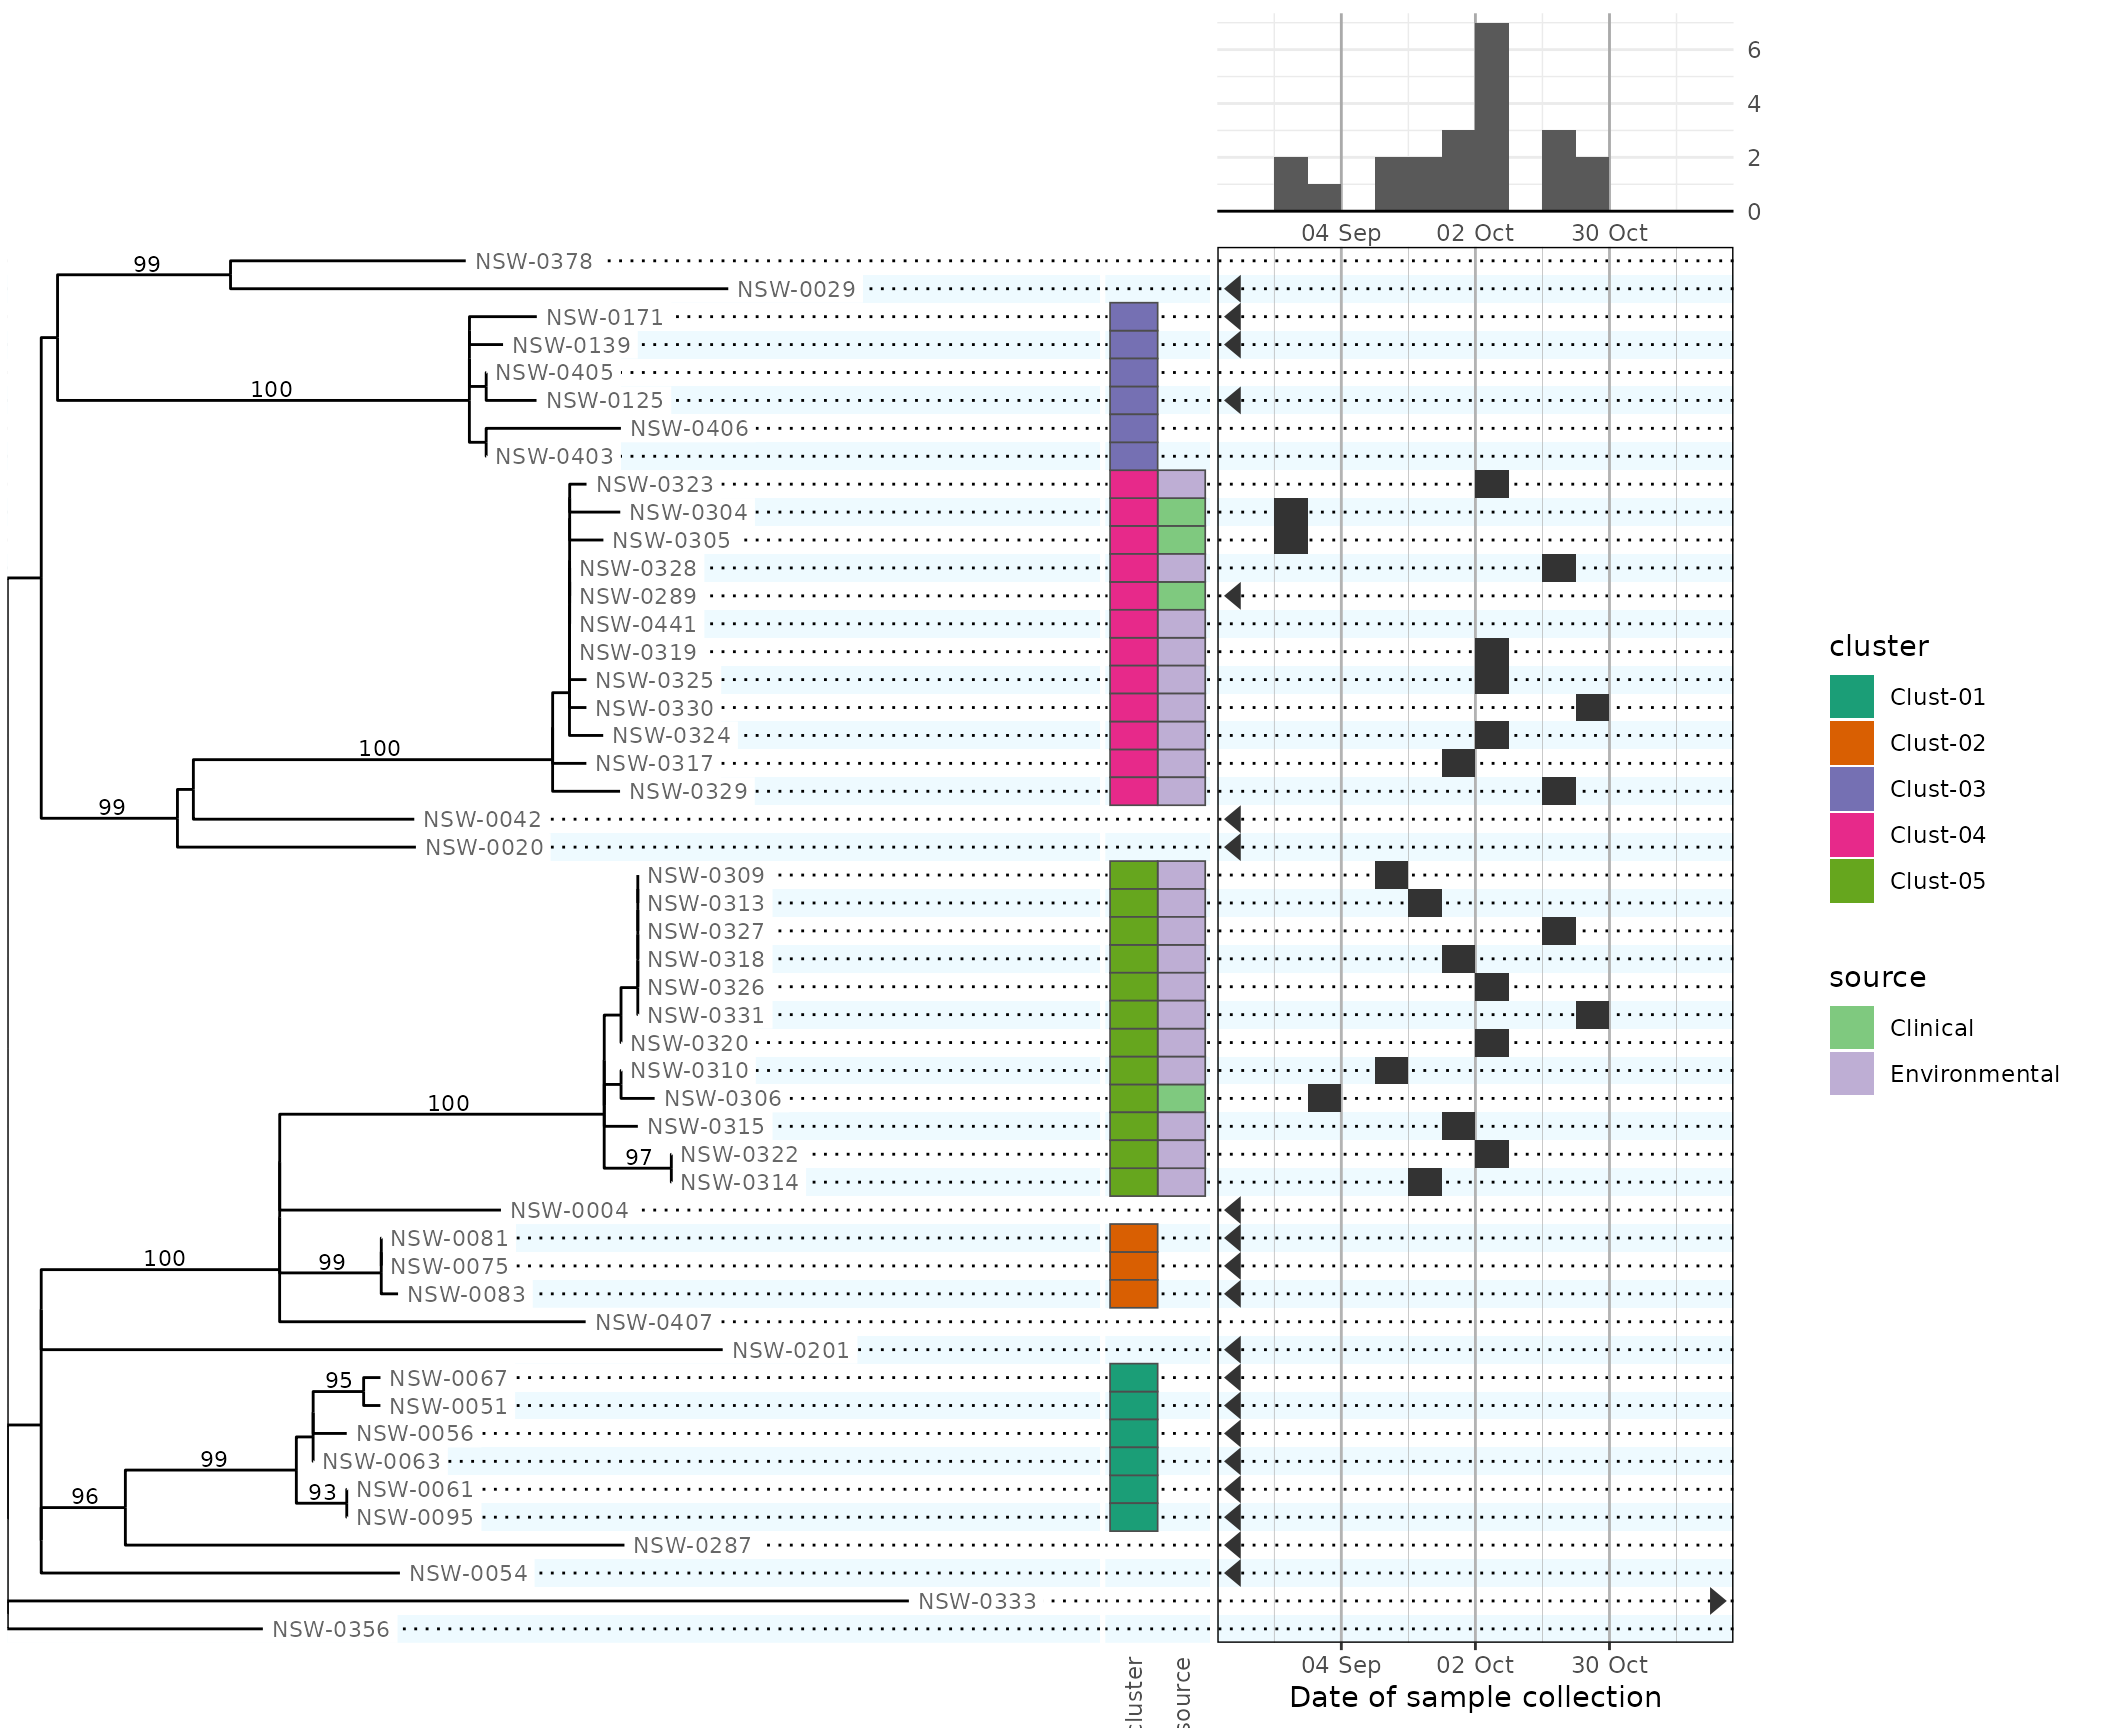 6
4
2
0
04 Sep 02 Oct 30 Oct
99
NSW-0378
NSW-0029
NSW-0171
NSW-0139
NSW-0405
100
NSW-0125
NSW-0406
NSW-0403
NSW-0323
NSW-0304
NSW-0305
NSW-0328
NSW-0289
NSW-0441
NSW-0319
NSW-0325
NSW-0330
NSW-0324
100
NSW-0317
NSW-0329
99
NSW-0042
NSW-0020
NSW-0309
NSW-0313
NSW-0327
NSW-0318
NSW-0326
NSW-0331
NSW-0320
NSW-0310
NSW-0306
100
NSW-0315
97
NSW-0322
NSW-0314
NSW-0004
NSW-0081
100
99
NSW-0075
NSW-0083
NSW-0407
NSW-0201
95
NSW-0067
NSW-0051
NSW-0056
99
NSW-0063
93
NSW-0061
96
NSW-0095
NSW-0287
NSW-0054
NSW-0333
NSW-0356
cluster
source
04 Sep 02 Oct 30 Oct
Date of sample collection
cluster
Clust-01
Clust-02
Clust-03
Clust-04
Clust-05
source
Clinical
Environmental